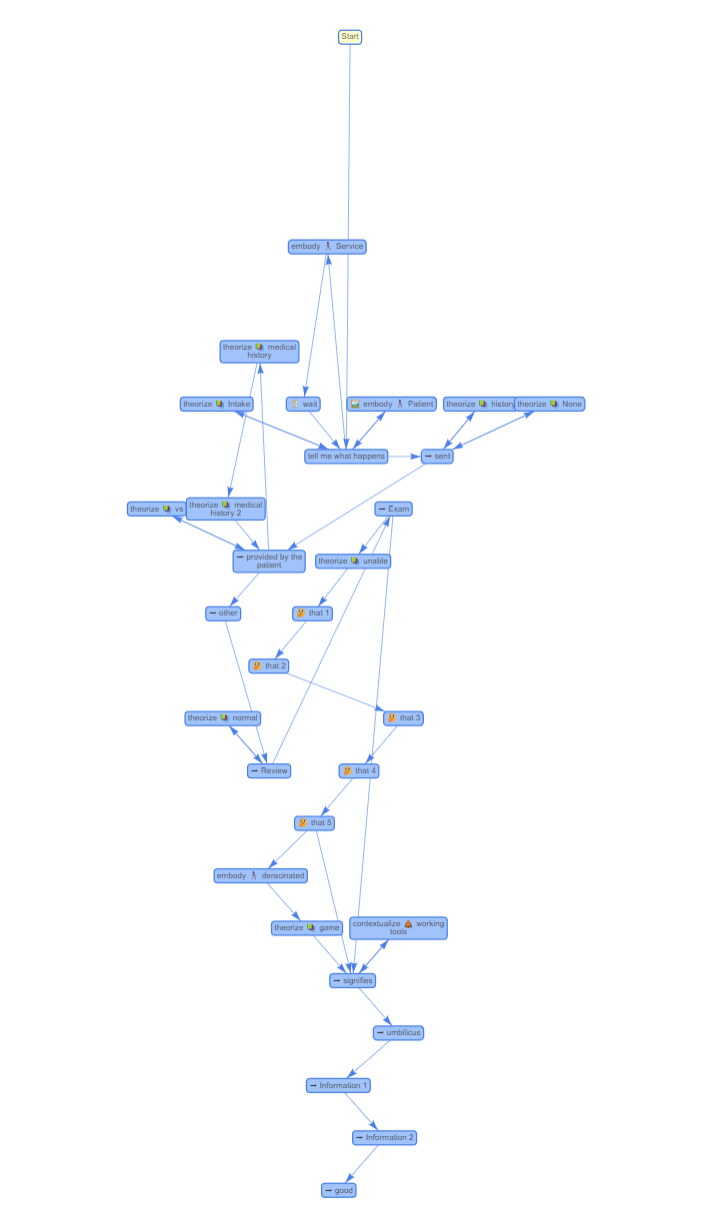 Start
embody 🚶 Service
theorize 📚 medical
history
theorize 📚 Intake
wait
embody 🚶 Patient
theorize 📚 history
theorize 📚 None
tell me what happens
➞ sent
theorize 📚 vs
theorize 📚 medical
history 2
➞ Exam
➞ provided by the
patient
theorize 📚 unable
➞ other
🤔 that 1
🤔 that 2
theorize 📚 normal
🤔 that 3
➞ Review
🤔 that 4
🤔 that 5
embody 🚶 deracinated
theorize 📚 game
contextualize working
tools
➞ signifies
➞ umbilicus
➞ Information 1
➞ Information 2
➞ good